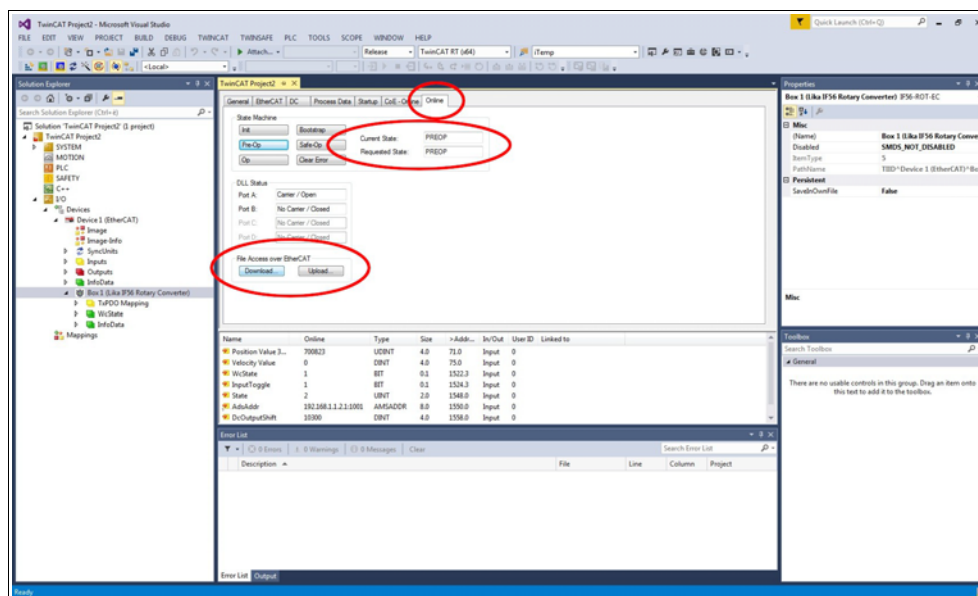 TwinCAT Project2 - Microsoft Visual Studio
Quick Launch (Ctrl+Q)
FILE EDIT VIEW PROJECT BUILD DEBUG TWINCAT TWINSAFE PLC TOOLS SCOPE WINDOW HELP
Attach... Release TwinCAT RT (x64) iTemp
<Local>
Solution Explorer
Search Solution Explorer (Ctrl+è)
Solution 'TwinCAT Project2' (1 project)
TwinCAT Project2
SYSTEM
MOTION
PLC
SAFETY
C++
I/O
Devices
Device 1 (EtherCAT)
Image
Image-Info
SyncUnits
Inputs
Outputs
InfoData
Box 1 (Lika IF56 Rotary Converter)
TxPDO Mapping
WcState
InfoData
Mappings
TwinCAT Project2
General EtherCAT DC Process Data Startup CoE - Online Online
State Machine
Init Bootstrap
Pre-Op Safe-Op
Op Clear Error
Current State: PREOP
Requested State: PREOP
DLL Status
Port A: Carrier / Open
Port B: No Carrier / Closed
Port C: No Carrier / Closed
Port D: No Carrier / Closed
File Access over EtherCAT
Download... Upload...
Name Online Type Size >Addr... In/Out User ID Linked to
Position Value 3... 700823 UDINT 4.0 71.0 Input 0
Velocity Value 0 DINT 4.0 75.0 Input 0
WcState 1 BIT 0.1 1522.3 Input 0
InputToggle 1 BIT 0.1 1524.3 Input 0
State 2 UINT 2.0 1548.0 Input 0
AdsAddr 192.168.1.1.2.1:1001 AMSADDR 8.0 1550.0 Input 0
DcOutputShift 10300 DINT 4.0 1558.0 Input 0
Error List
0 Errors 0 Warnings 0 Messages Clear
Search Error List
Description File Line Column Project
Error List Output
Properties
Box 1 (Lika IF56 Rotary Converter) IF56-ROT-EC
Misc
(Name) Box 1 (Lika IF56 Rotary Conve
Disabled SMDS_NOT_DISABLED
ItemType 5
PathName TIID^Device 1 (EtherCAT)^Bo
Persistent
SaveInOwnFile False
Misc
Toolbox
Search Toolbox
General
There are no usable controls in this group. Drag an item onto
this text to add it to the toolbox.
Ready